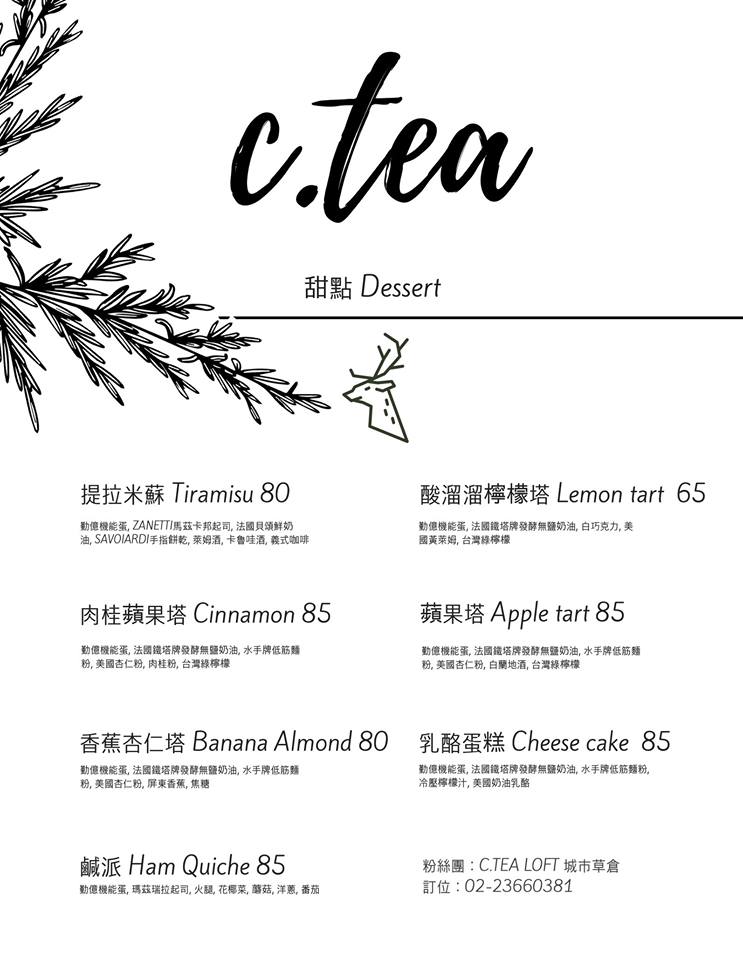 c.tea
甜點 Dessert
提拉米蘇 Tiramisu 80
勤億機能蛋, ZANETTI馬茲卡邦起司, 法國貝頌鮮奶
油, SAVOIARDI手指餅乾, 萊姆酒, 卡魯哇酒, 義式咖啡
酸溜溜檸檬塔 Lemon tart 65
勤億機能蛋, 法國鐵塔牌發酵無鹽奶油, 白巧克力, 美
國黃萊姆, 台灣綠檸檬
肉桂蘋果塔 Cinnamon 85
勤億機能蛋, 法國鐵塔牌發酵無鹽奶油, 水手牌低筋麵
粉, 美國杏仁粉, 肉桂粉, 台灣綠檸檬
蘋果塔 Apple tart 85
勤億機能蛋, 法國鐵塔牌發酵無鹽奶油, 水手牌低筋麵
粉, 美國杏仁粉, 白蘭地酒, 台灣綠檸檬
香蕉杏仁塔 Banana Almond 80
勤億機能蛋, 法國鐵塔牌發酵無鹽奶油, 水手牌低筋麵
粉, 美國杏仁粉, 屏東香蕉, 焦糖
乳酪蛋糕 Cheese cake 85
勤億機能蛋, 法國鐵塔牌發酵無鹽奶油, 水手牌低筋麵粉,
冷壓檸檬汁, 美國奶油乳酪
鹹派 Ham Quiche 85
勤億機能蛋, 瑪茲瑞拉起司, 火腿, 花椰菜, 蘑菇, 洋蔥, 番茄
粉絲團：C.TEA LOFT 城市草倉
訂位：02-23660381